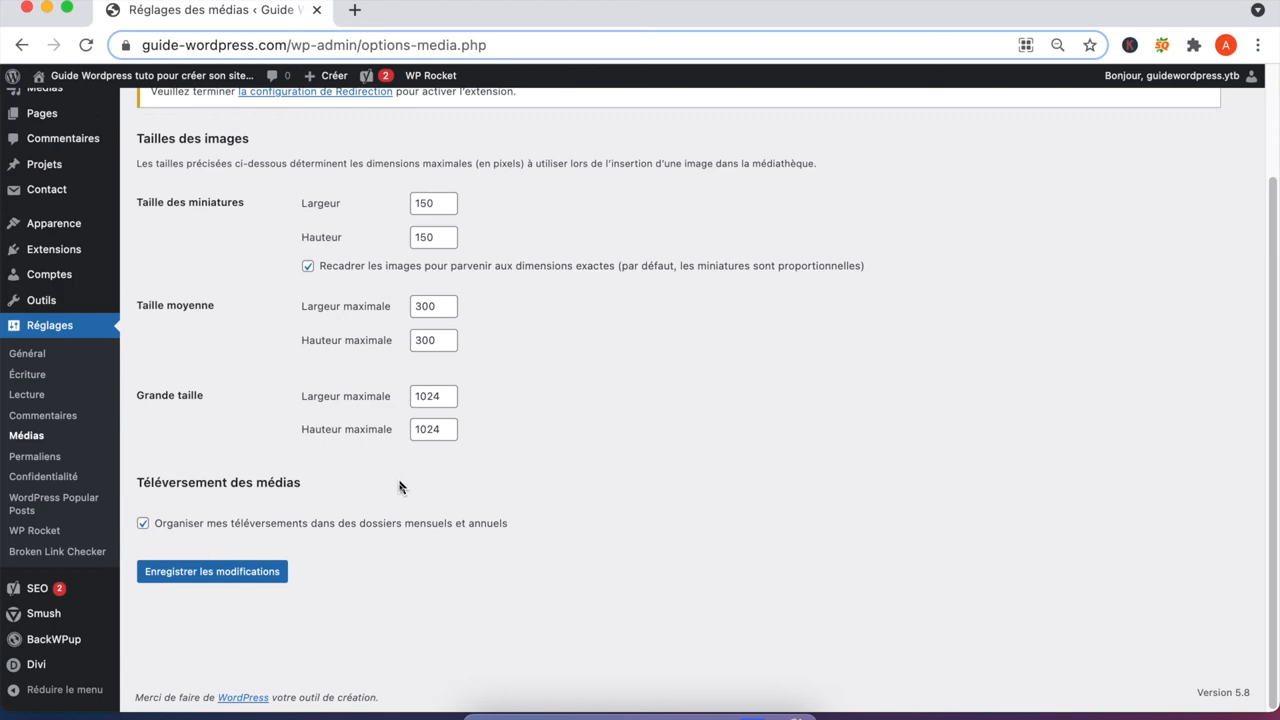 Réglages des médias ‹ Guide W
guide-wordpress.com/wp-admin/options-media.php
A
Guide Wordpress tuto pour créer son site...
0
Créer
2
WP Rocket
Bonjour, guidewordpress.ytb
Médias
Pages
Commentaires
Projets
Contact
Apparence
Extensions
Comptes
Outils
Réglages
Général
Écriture
Lecture
Commentaires
Médias
Permaliens
Confidentialité
WordPress Popular
Posts
WP Rocket
Broken Link Checker
SEO 2
Smush
BackWPup
Divi
Réduire le menu
Veuillez terminer la configuration de Redirection pour activer l'extension.
Tailles des images
Les tailles précisées ci-dessous déterminent les dimensions maximales (en pixels) à utiliser lors de l'insertion d'une image dans la médiathèque.
Taille des miniatures
Largeur 150
Hauteur 150
Recadrer les images pour parvenir aux dimensions exactes (par défaut, les miniatures sont proportionnelles)
Taille moyenne
Largeur maximale 300
Hauteur maximale 300
Grande taille
Largeur maximale 1024
Hauteur maximale 1024
Téléversement des médias
Organiser mes téléversements dans des dossiers mensuels et annuels
Enregistrer les modifications
Merci de faire de WordPress votre outil de création.
Version 5.8